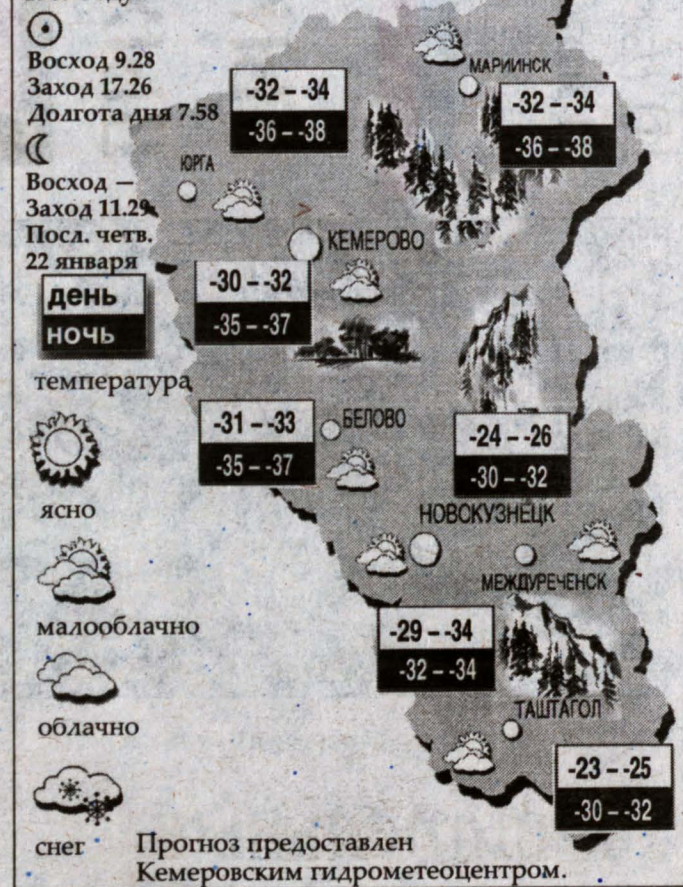 Восход 9.28
Заход 17.26
Долгота дня 7.58
Восход —
Заход 11.29
Посл. четв.
22 января
день
ночь
температура
ясно
малооблачно
облачно
снег
МАРИИНСК
-32 – -34
-36 – -38
-32 – -34
-36 – -38
ЮРГА
КЕМЕРОВО
-30 – -32
-35 – -37
БЕЛОВО
-31 – -33
-35 – -37
-24 – -26
-30 – -32
НОВОКУЗНЕЦК
МЕЖДУРЕЧЕНСК
-29 – -34
-32 – -34
ТАШТАГОЛ
-23 – -25
-30 – -32
Прогноз предоставлен
Кемеровским гидрометеоцентром.